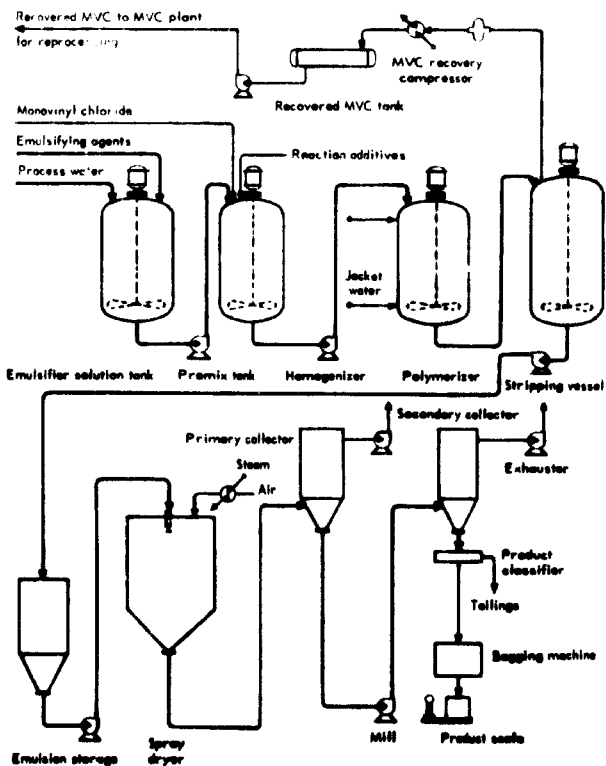 Recovered MVC to MVC plant
for reprocessing
MVC recovery
compressor
Recovered MVC tank
Monovinyl chloride
Emulsifying agents
Process water
Reaction additives
Jacket
water
Emulsifier solution tank
Premix tank
Homogenizer
Polymerizer
Stripping vessel
Secondary collector
Primary collector
Exhauster
Steam
Air
Product
classifier
Tailings
Bagging machine
Emulsion storage
Spray
dryer
Mill
Product scale